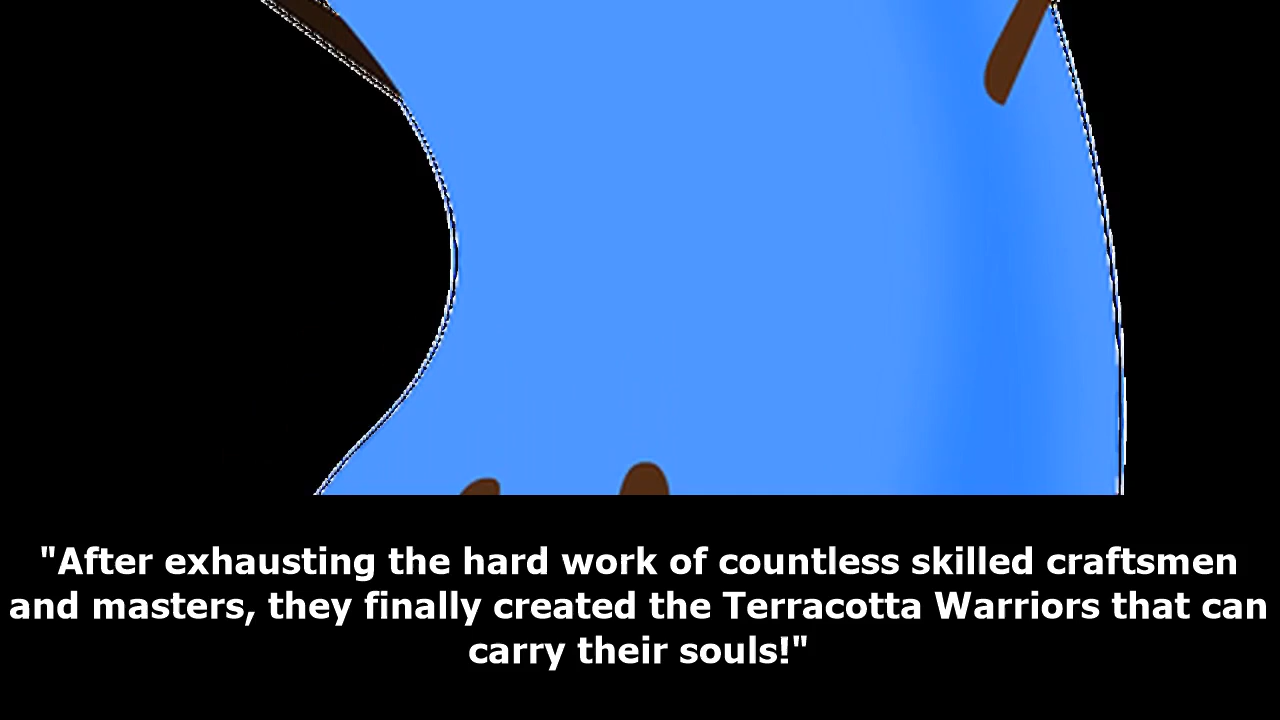 "After exhausting the hard work of countless skilled craftsmen
and masters, they finally created the Terracotta Warriors that can
carry their souls!"